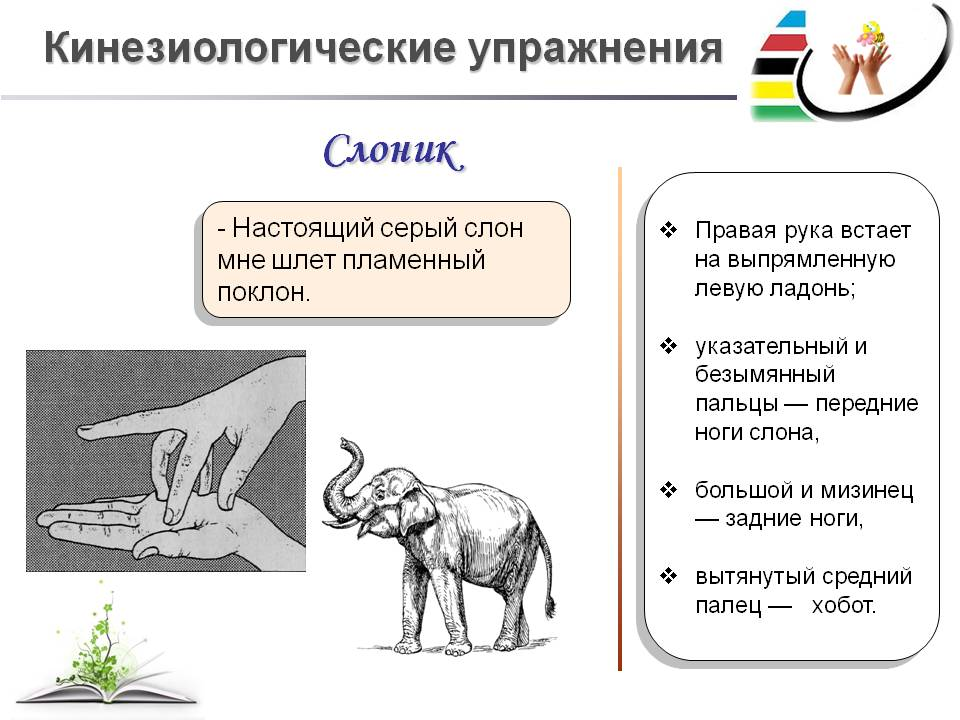 Кинезиологические упражнения
Слоник
- Настоящий серый слон
мне шлет пламенный
поклон.
❖ Правая рука встает
на выпрямленную
левую ладонь;
❖ указательный и
безымянный
пальцы — передние
ноги слона,
❖ большой и мизинец
— задние ноги,
❖ вытянутый средний
палец — хобот.